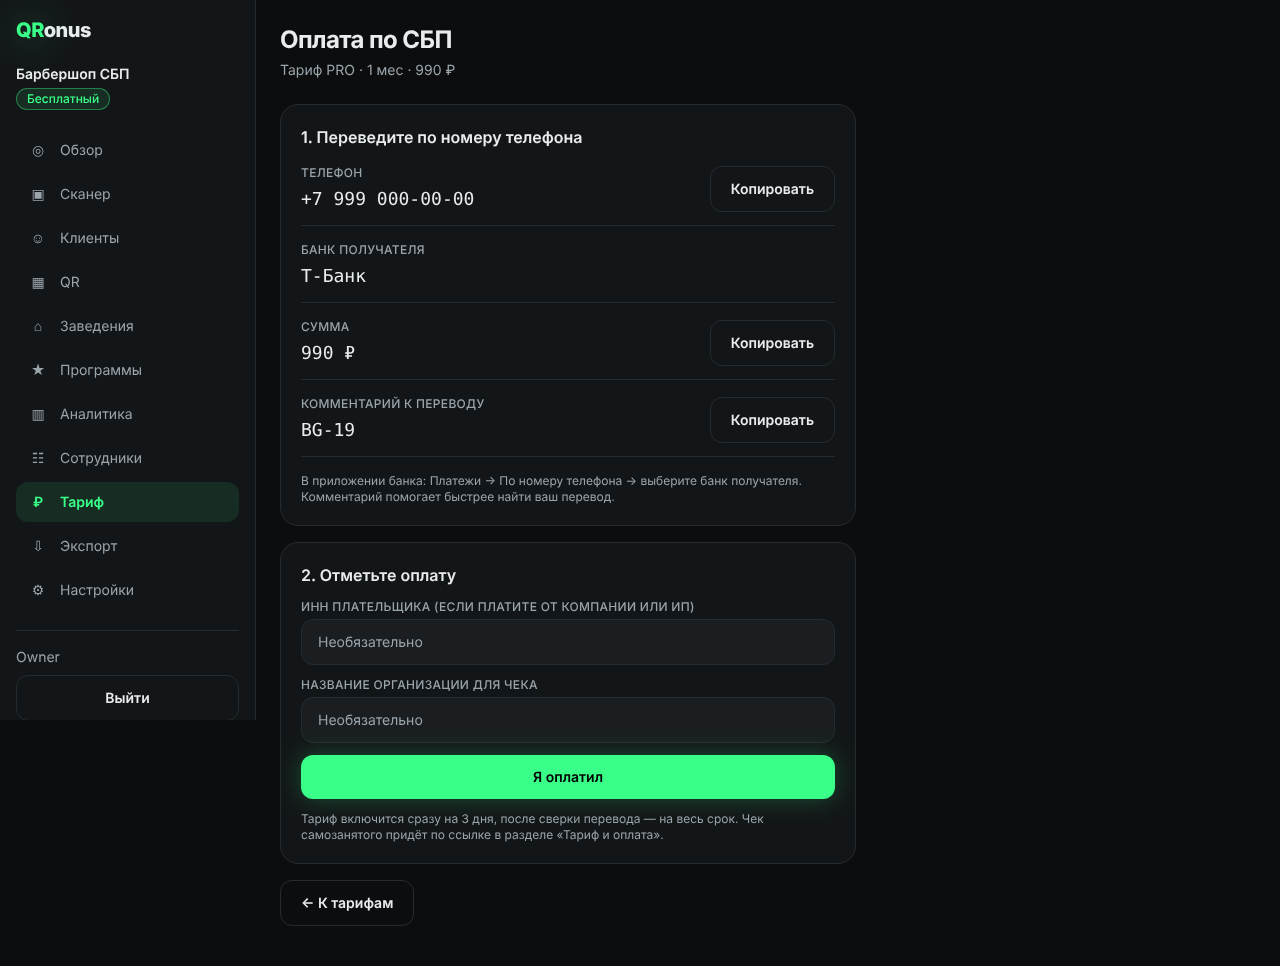 QRonus
Барбершоп СБП
Бесплатный
Обзор
Сканер
Клиенты
QR
Заведения
Программы
Аналитика
Сотрудники
₽ Тариф
Экспорт
Настройки
Owner
Выйти
Оплата по СБП
Тариф PRO · 1 мес · 990 ₽
1. Переведите по номеру телефона
ТЕЛЕФОН
+7 999 000-00-00
Копировать
БАНК ПОЛУЧАТЕЛЯ
Т-Банк
СУММА
990 ₽
Копировать
КОММЕНТАРИЙ К ПЕРЕВОДУ
BG-19
Копировать
В приложении банка: Платежи → По номеру телефона → выберите банк получателя.
Комментарий помогает быстрее найти ваш перевод.
2. Отметьте оплату
ИНН ПЛАТЕЛЬЩИКА (ЕСЛИ ПЛАТИТЕ ОТ КОМПАНИИ ИЛИ ИП)
Необязательно
НАЗВАНИЕ ОРГАНИЗАЦИИ ДЛЯ ЧЕКА
Необязательно
Я оплатил
Тариф включится сразу на 3 дня, после сверки перевода — на весь срок. Чек
самозанятого придёт по ссылке в разделе «Тариф и оплата».
← К тарифам